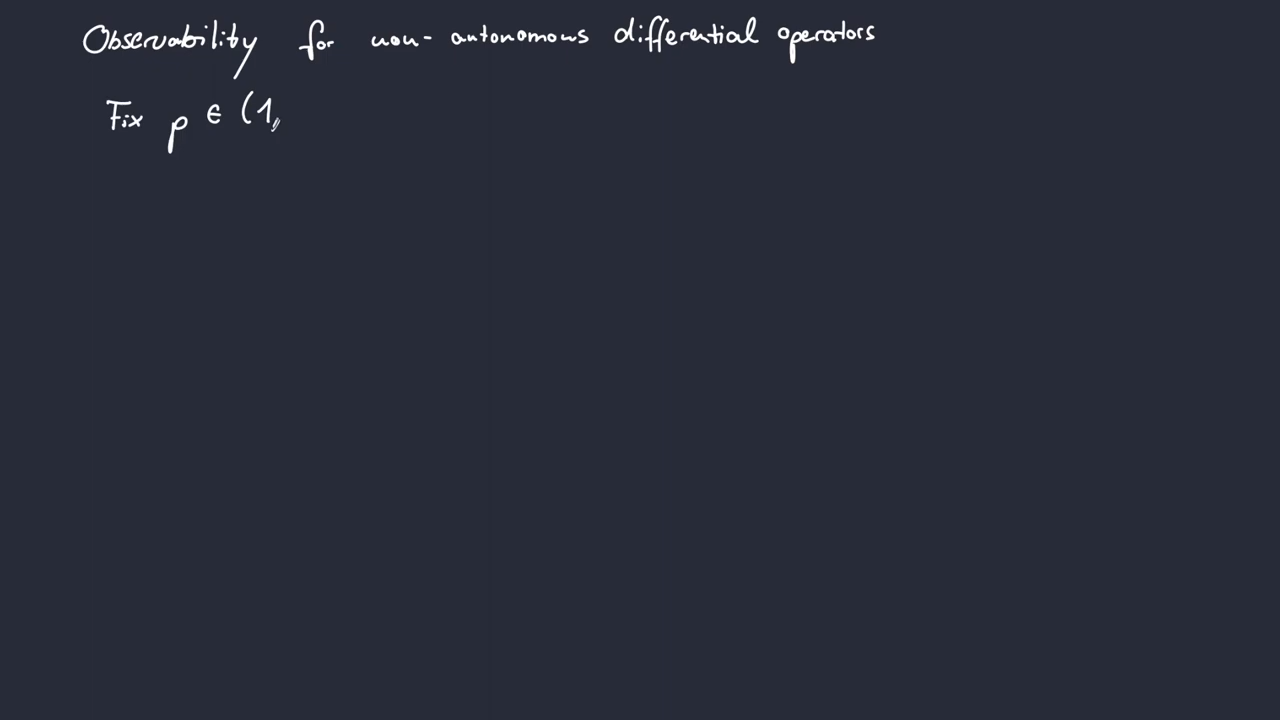 Observability for non-autonomous differential operators
Fix p ∈ (1,